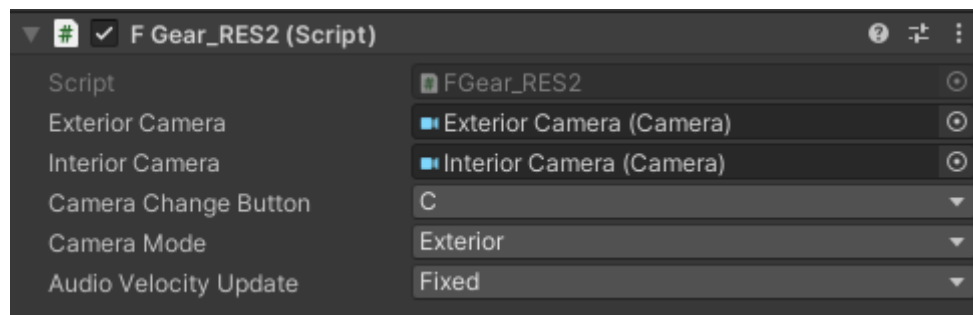 F Gear_RES2 (Script)
Script FGear_RES2
Exterior Camera Exterior Camera (Camera)
Interior Camera Interior Camera (Camera)
Camera Change Button C
Camera Mode Exterior
Audio Velocity Update Fixed